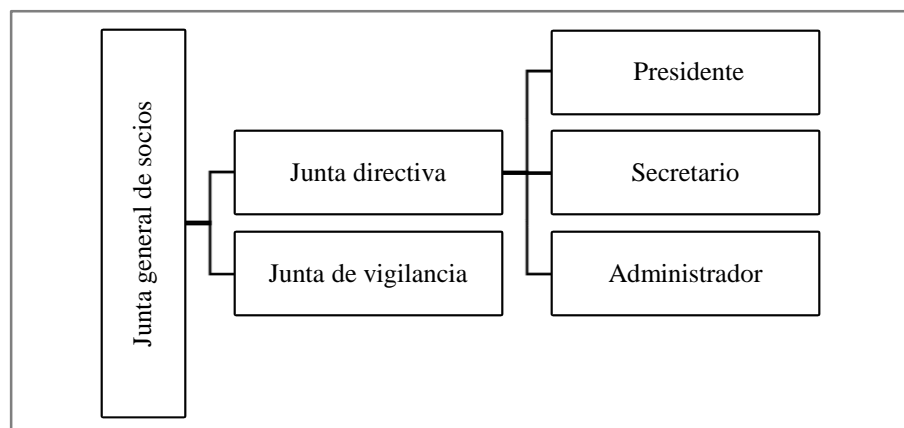 Junta general de socios
Junta directiva
Junta de vigilancia
Presidente
Secretario
Administrador